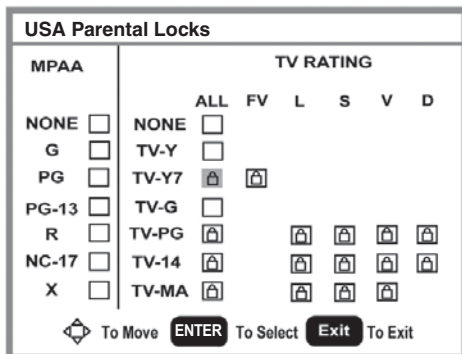 USA Parental Locks
MPAA TV RATING
ALL FV L S V D
NONE NONE
G TV-Y
PG TV-Y7
PG-13 TV-G
R TV-PG
NC-17 TV-14
X TV-MA
To Move ENTER To Select Exit To Exit